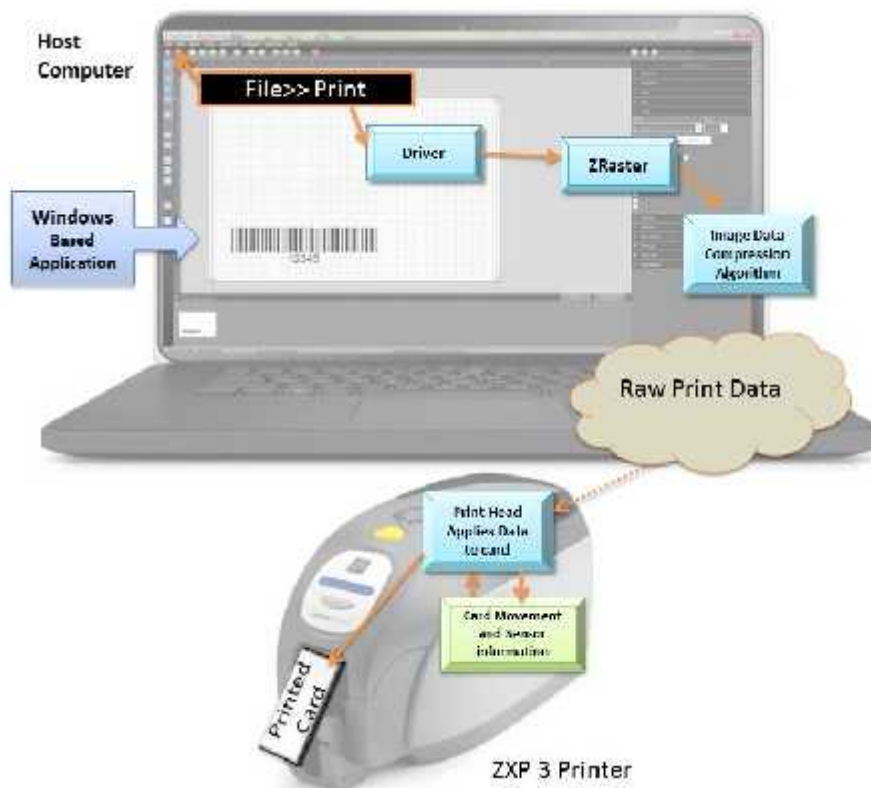 Host
Computer
File>> Print
Driver
ZRaster
Windows
Based
Application
Image Data
Compression
Algorithm
12345
Raw Print Data
Print Head
Applies Data
to card
Card Movement
and Sensor
information
Printed
Card
ZXP 3 Printer